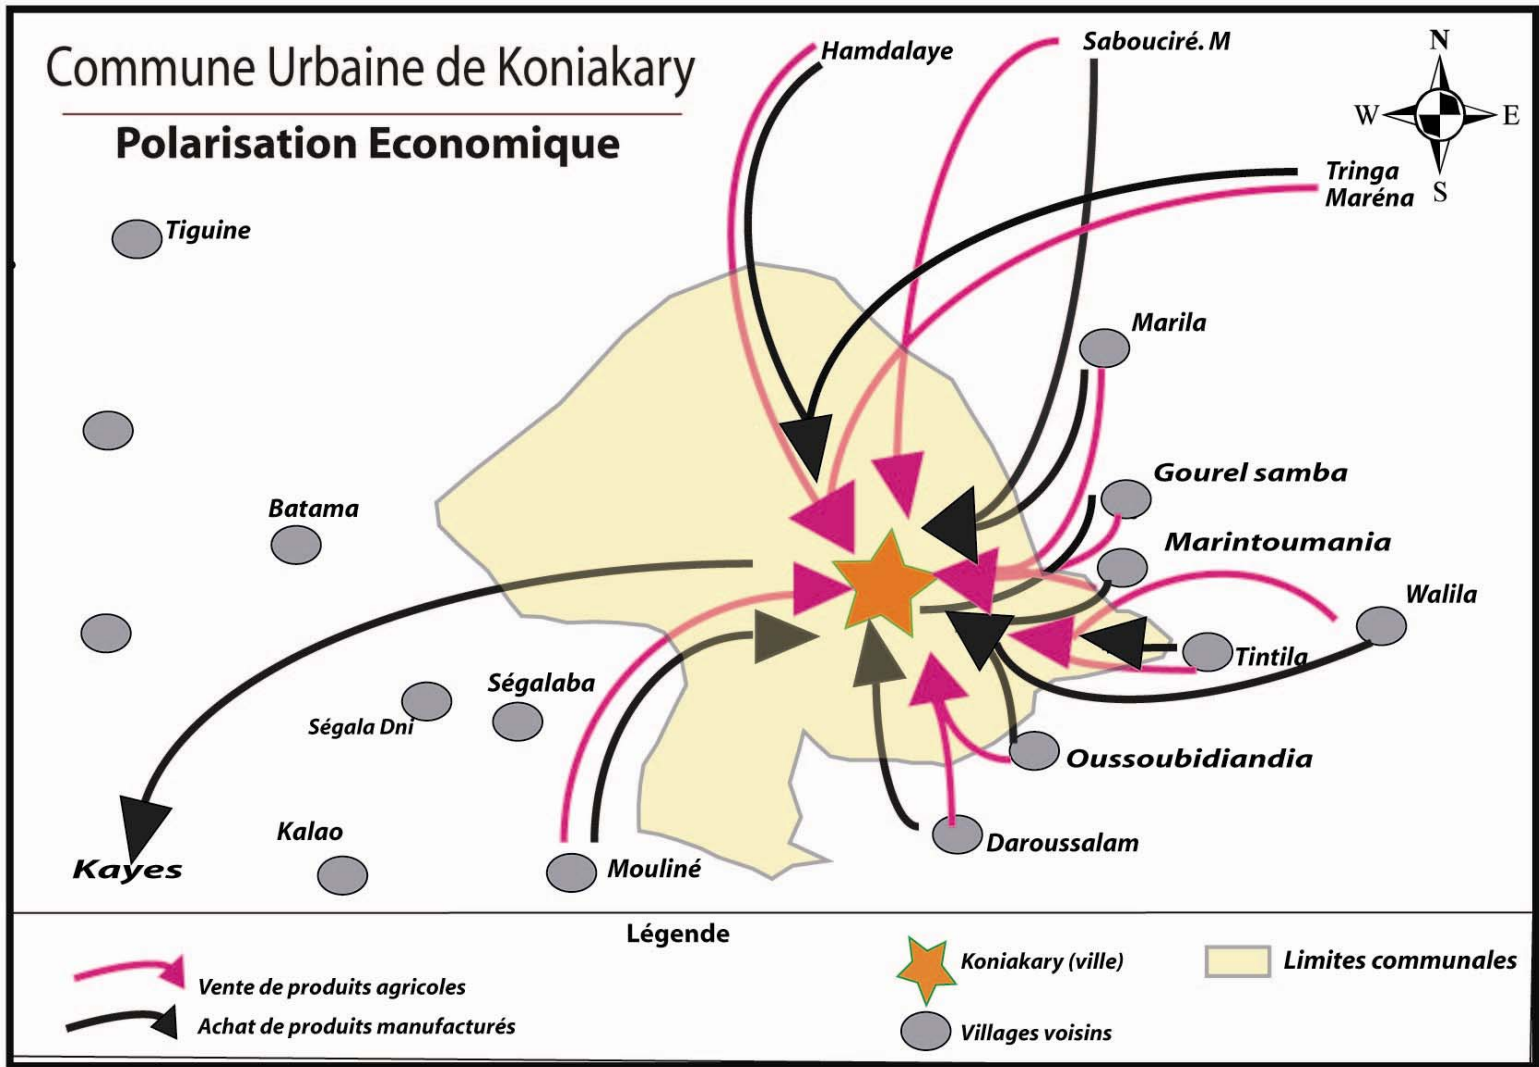 Commune Urbaine de Koniakary
Polarisation Economique
Hamdalaye
Sabouciré. M
N
W
E
S
Tringa
Maréna
Tiguine
Marila
Gourel samba
Batama
Marintoumania
Walila
Tintila
Ségalaba
Ségala Dni
Oussoubidiandia
Kalao
Daroussalam
Kayes
Mouliné
Légende
Vente de produits agricoles
Achat de produits manufacturés
Koniakary (ville)
Villages voisins
Limites communales